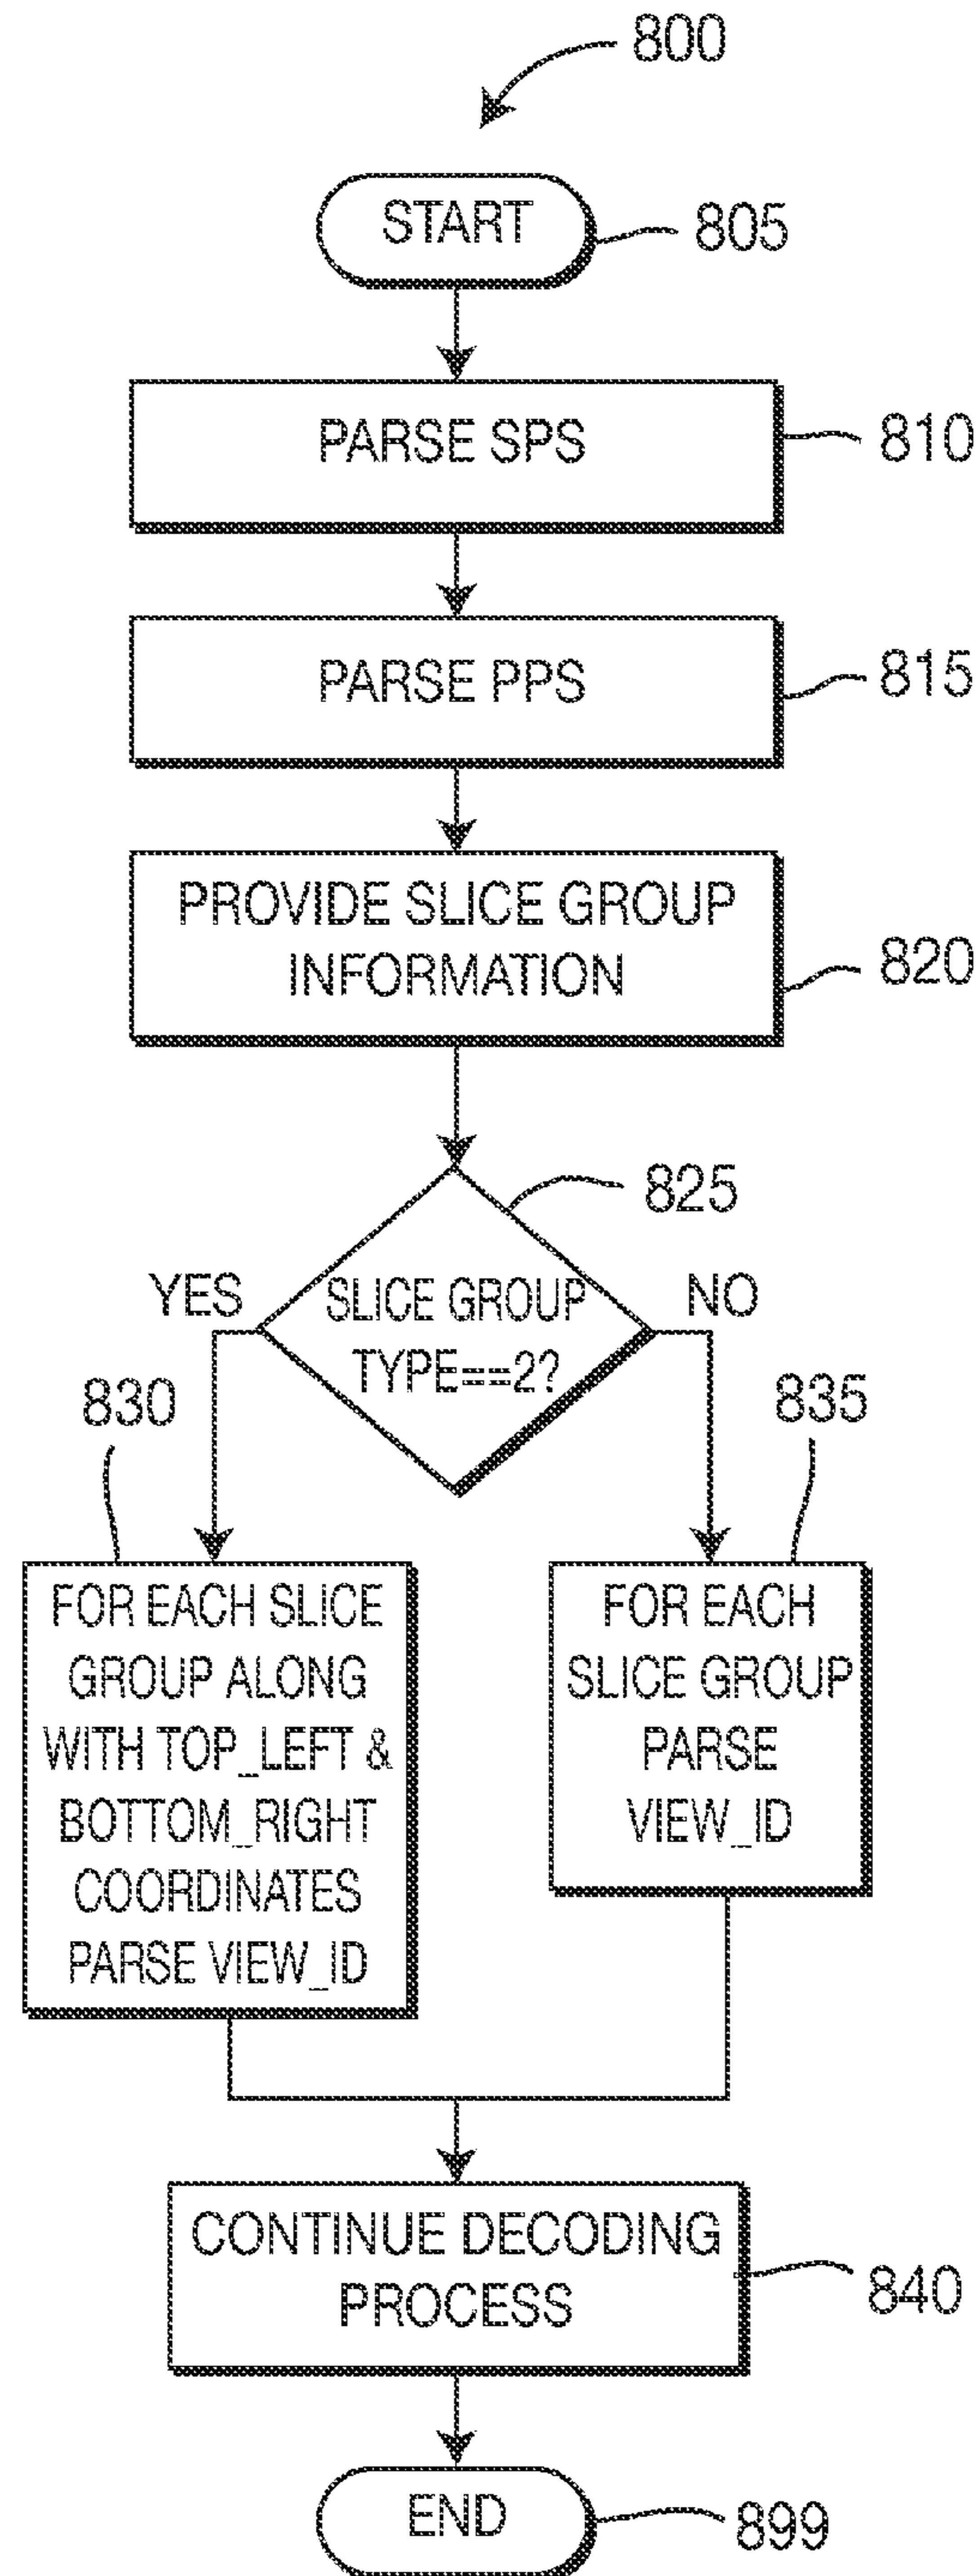 800
START
805
PARSE SPS
810
PARSE PPS
815
PROVIDE SLICE GROUP
INFORMATION
820
825
YES
SLICE GROUP
TYPE==2?
NO
830
835
FOR EACH SLICE
GROUP ALONG
WITH TOP_LEFT &
BOTTOM_RIGHT
COORDINATES
PARSE VIEW_ID
FOR EACH
SLICE GROUP
PARSE
VIEW_ID
CONTINUE DECODING
PROCESS
840
END
899